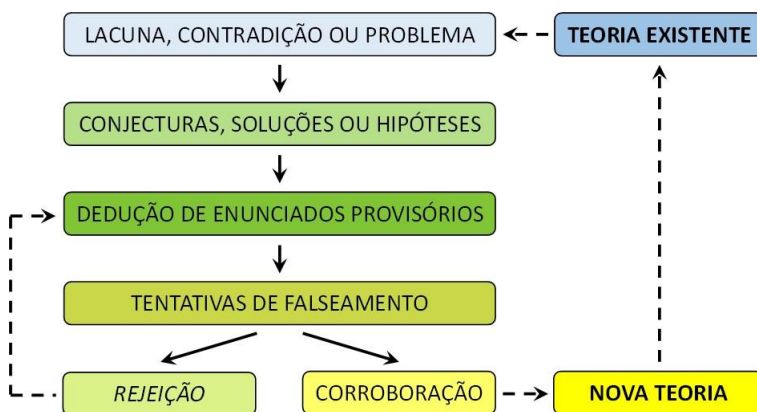 LACUNA, CONTRADIÇÃO OU PROBLEMA
TEORIA EXISTENTE
CONJECTURAS, SOLUÇÕES OU HIPÓTESES
DEDUÇÃO DE ENUNCIADOS PROVISÓRIOS
TENTATIVAS DE FALSEAMENTO
REJEIÇÃO
CORROBORAÇÃO
NOVA TEORIA